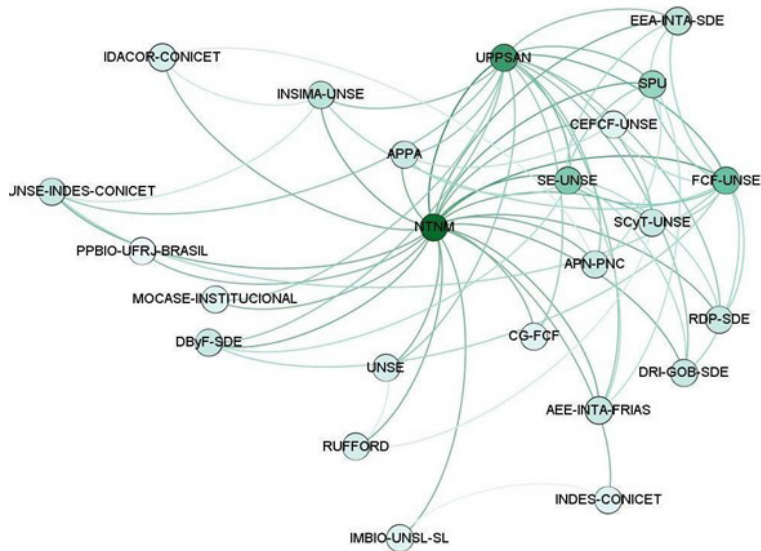 EEA-INTA-SDE
IDACOR-CONICET
UPPSAN
SPU
INSIMA-UNSE
CEFCF-UNSE
APPA
SE-UNSE
FCF-UNSE
JNSE-INDES-CONICET
SCyT-UNSE
NTNM
PPBIO-UFRJ-BRASIL
APN-PNC
MOCASE-INSTITUCIONAL
RDP-SDE
DByF-SDE
CG-FCF
UNSE
DRI-GOB-SDE
AEE-INTA-FRIAS
RUFFORD
INDES-CONICET
IMBIO-UNSL-SL